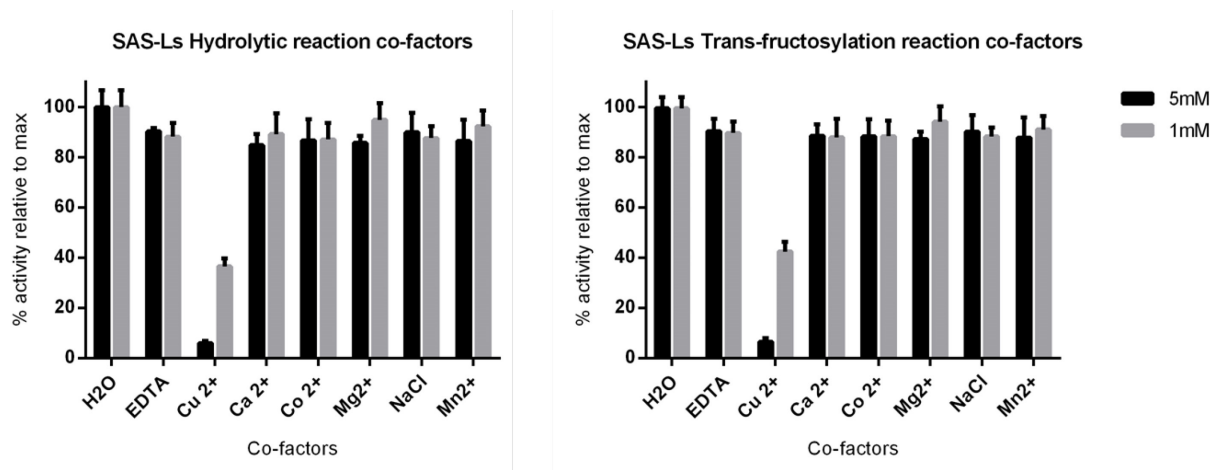 SAS-Ls Hydrolytic reaction co-factors
% activity relative to max
100
80
60
40
20
0
H2O
EDTA
Cu 2+
Ca 2+
Co 2+
Mg2+
NaCl
Mn2+
Co-factors
SAS-Ls Trans-fructosylation reaction co-factors
% activity relative to max
100
80
60
40
20
0
H2O
EDTA
Cu 2+
Ca 2+
Co 2+
Mg2+
NaCl
Mn2+
Co-factors
5mM
1mM